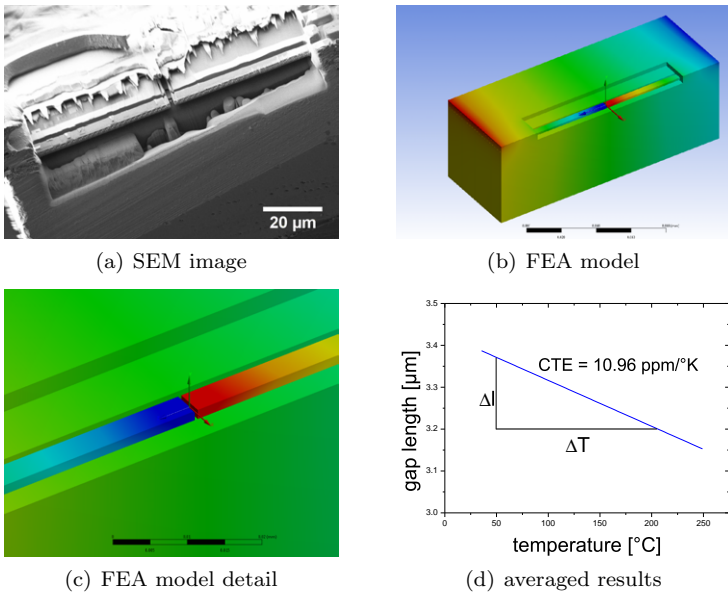 20 µm
(a) SEM image
(b) FEA model
(c) FEA model detail
3.5
3.4
3.3
3.2
3.1
3.0
0
50
100
150
200
250
gap length [µm]
CTE = 10.96 ppm/°K
Δl
ΔT
temperature [°C]
(d) averaged results